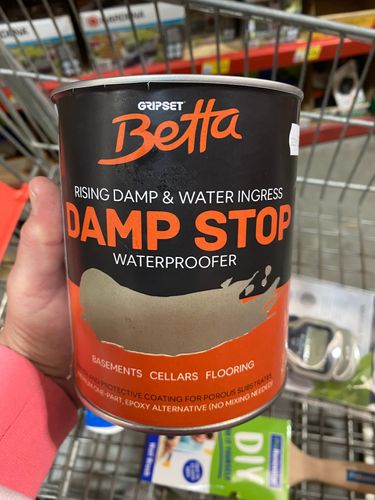 GRIPSET
Betta
RISING DAMP & WATER INGRESS
DAMP STOP
WATERPROOFER
BASEMENTS CELLARS FLOORING
AND PROTECTIVE COATING FOR POROUS SUBSTRATES
ONE-PART, EPOXY ALTERNATIVE (NO MIXING NEEDED)
DIY